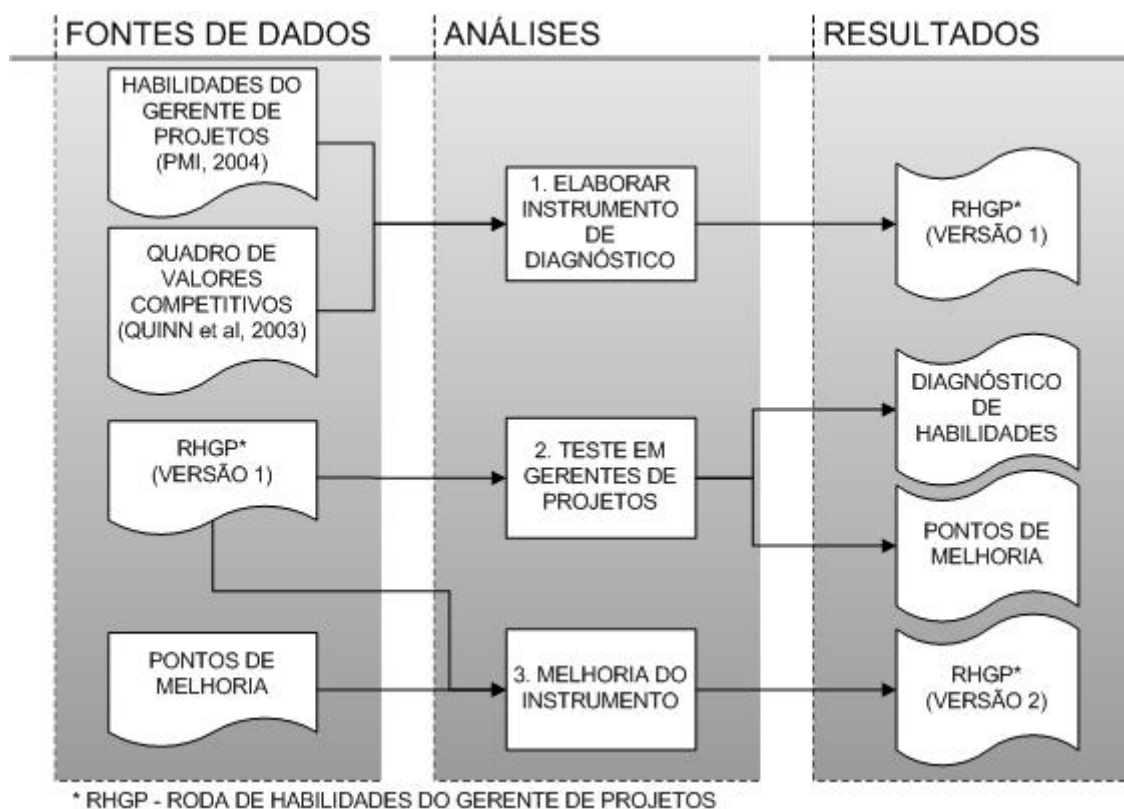 FONTES DE DADOS
HABILIDADES DO
GERENTE DE
PROJETOS
(PMI, 2004)
QUADRO DE
VALORES
COMPETITIVOS
(QUINN et al, 2003)
RHGP*
(VERSÃO 1)
PONTOS DE
MELHORIA
ANÁLISES
1. ELABORAR
INSTRUMENTO
DE
DIAGNÓSTICO
2. TESTE EM
GERENTES DE
PROJETOS
3. MELHORIA DO
INSTRUMENTO
RESULTADOS
RHGP*
(VERSÃO 1)
DIAGNÓSTICO
DE
HABILIDADES
PONTOS DE
MELHORIA
RHGP*
(VERSÃO 2)
* RHGP - RODA DE HABILIDADES DO GERENTE DE PROJETOS